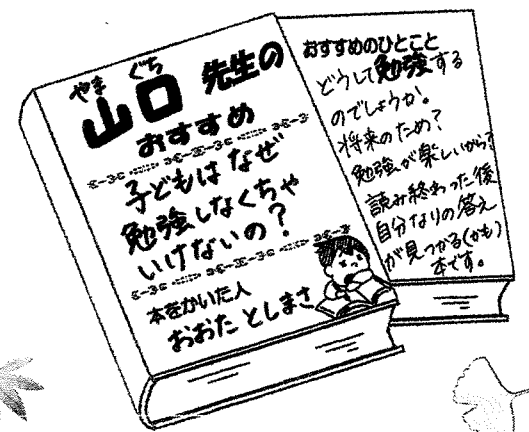 やま ぐち
山口 先生の
おすすめ
子どもは なぜ
勉強しなくちゃ
いけないの？
本をかいた人
おおた としまさ
おすすめのひとこと
どうして勉強する
のでしょうか。
将来のため？
勉強が楽しいから？
読み終わった後
自分なりの答え
が見つかる(かも)
本です。